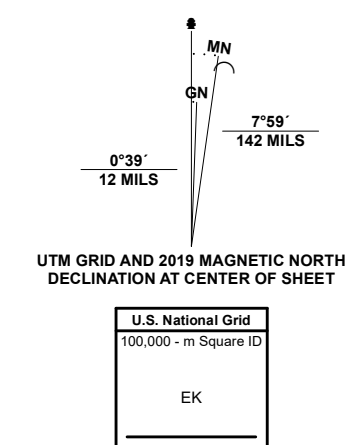 MN
GN
7°59´
142 MILS
0°39´
12 MILS
UTM GRID AND 2019 MAGNETIC NORTH
DECLINATION AT CENTER OF SHEET
U.S. National Grid
100,000 - m Square ID
EK